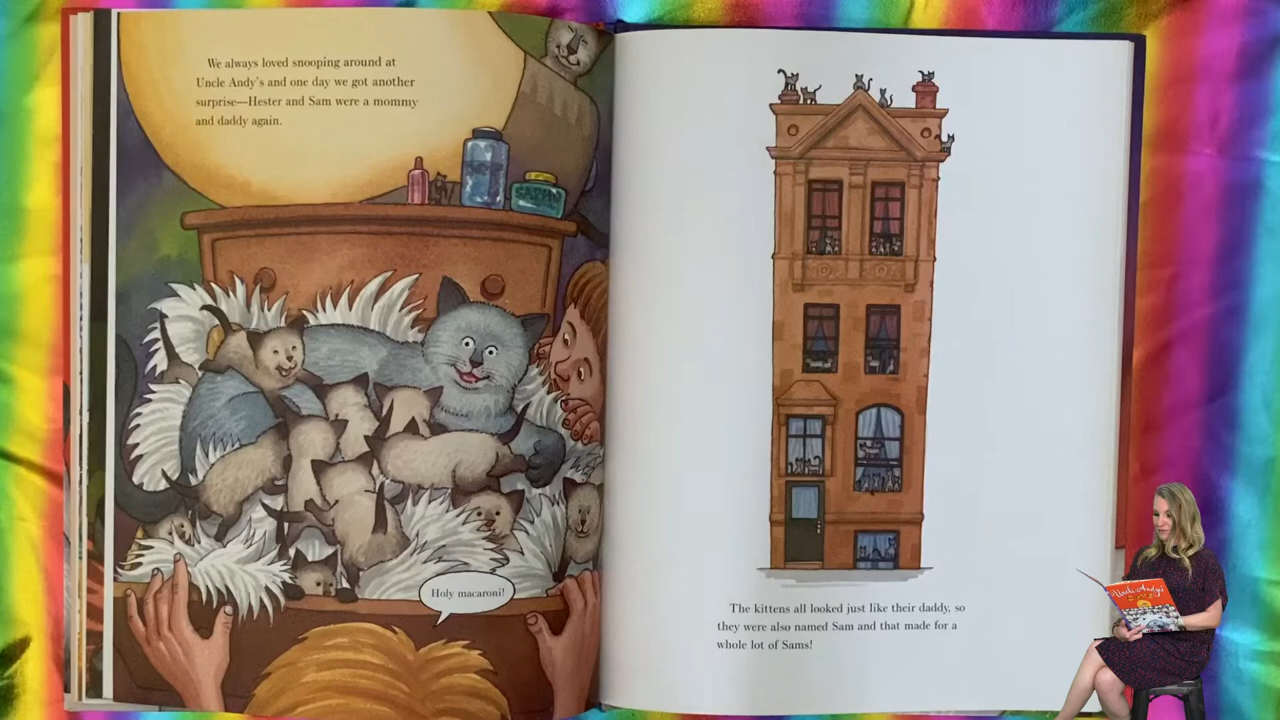 We always loved snooping around at
Uncle Andy's and one day we got another
surprise—Hester and Sam were a mommy
and daddy again.
Holy macaroni!
The kittens all looked just like their daddy, so
they were also named Sam and that made for a
whole lot of Sams!
Uncle Andy's